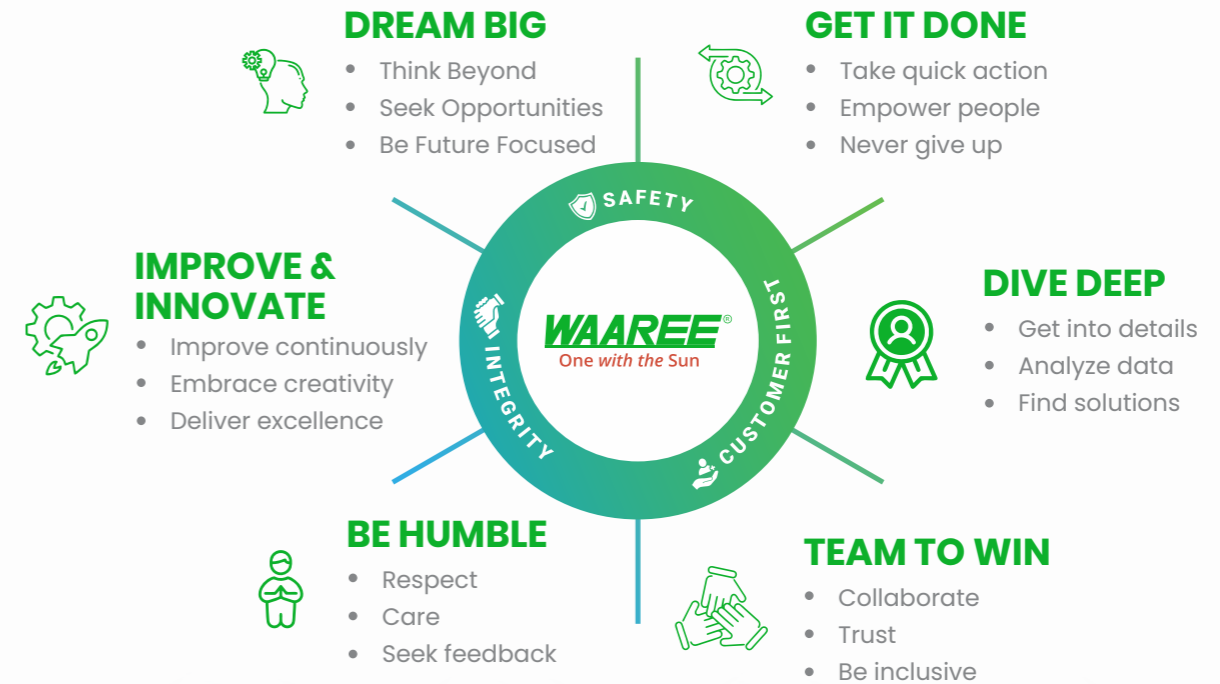 DREAM BIG
• Think Beyond
• Seek Opportunities
• Be Future Focused
GET IT DONE
• Take quick action
• Empower people
• Never give up
IMPROVE &
INNOVATE
• Improve continuously
• Embrace creativity
• Deliver excellence
SAFETY
INTEGRITY
CUSTOMER FIRST
WAAREE®
One with the Sun
DIVE DEEP
• Get into details
• Analyze data
• Find solutions
BE HUMBLE
• Respect
• Care
• Seek feedback
TEAM TO WIN
• Collaborate
• Trust
• Be inclusive